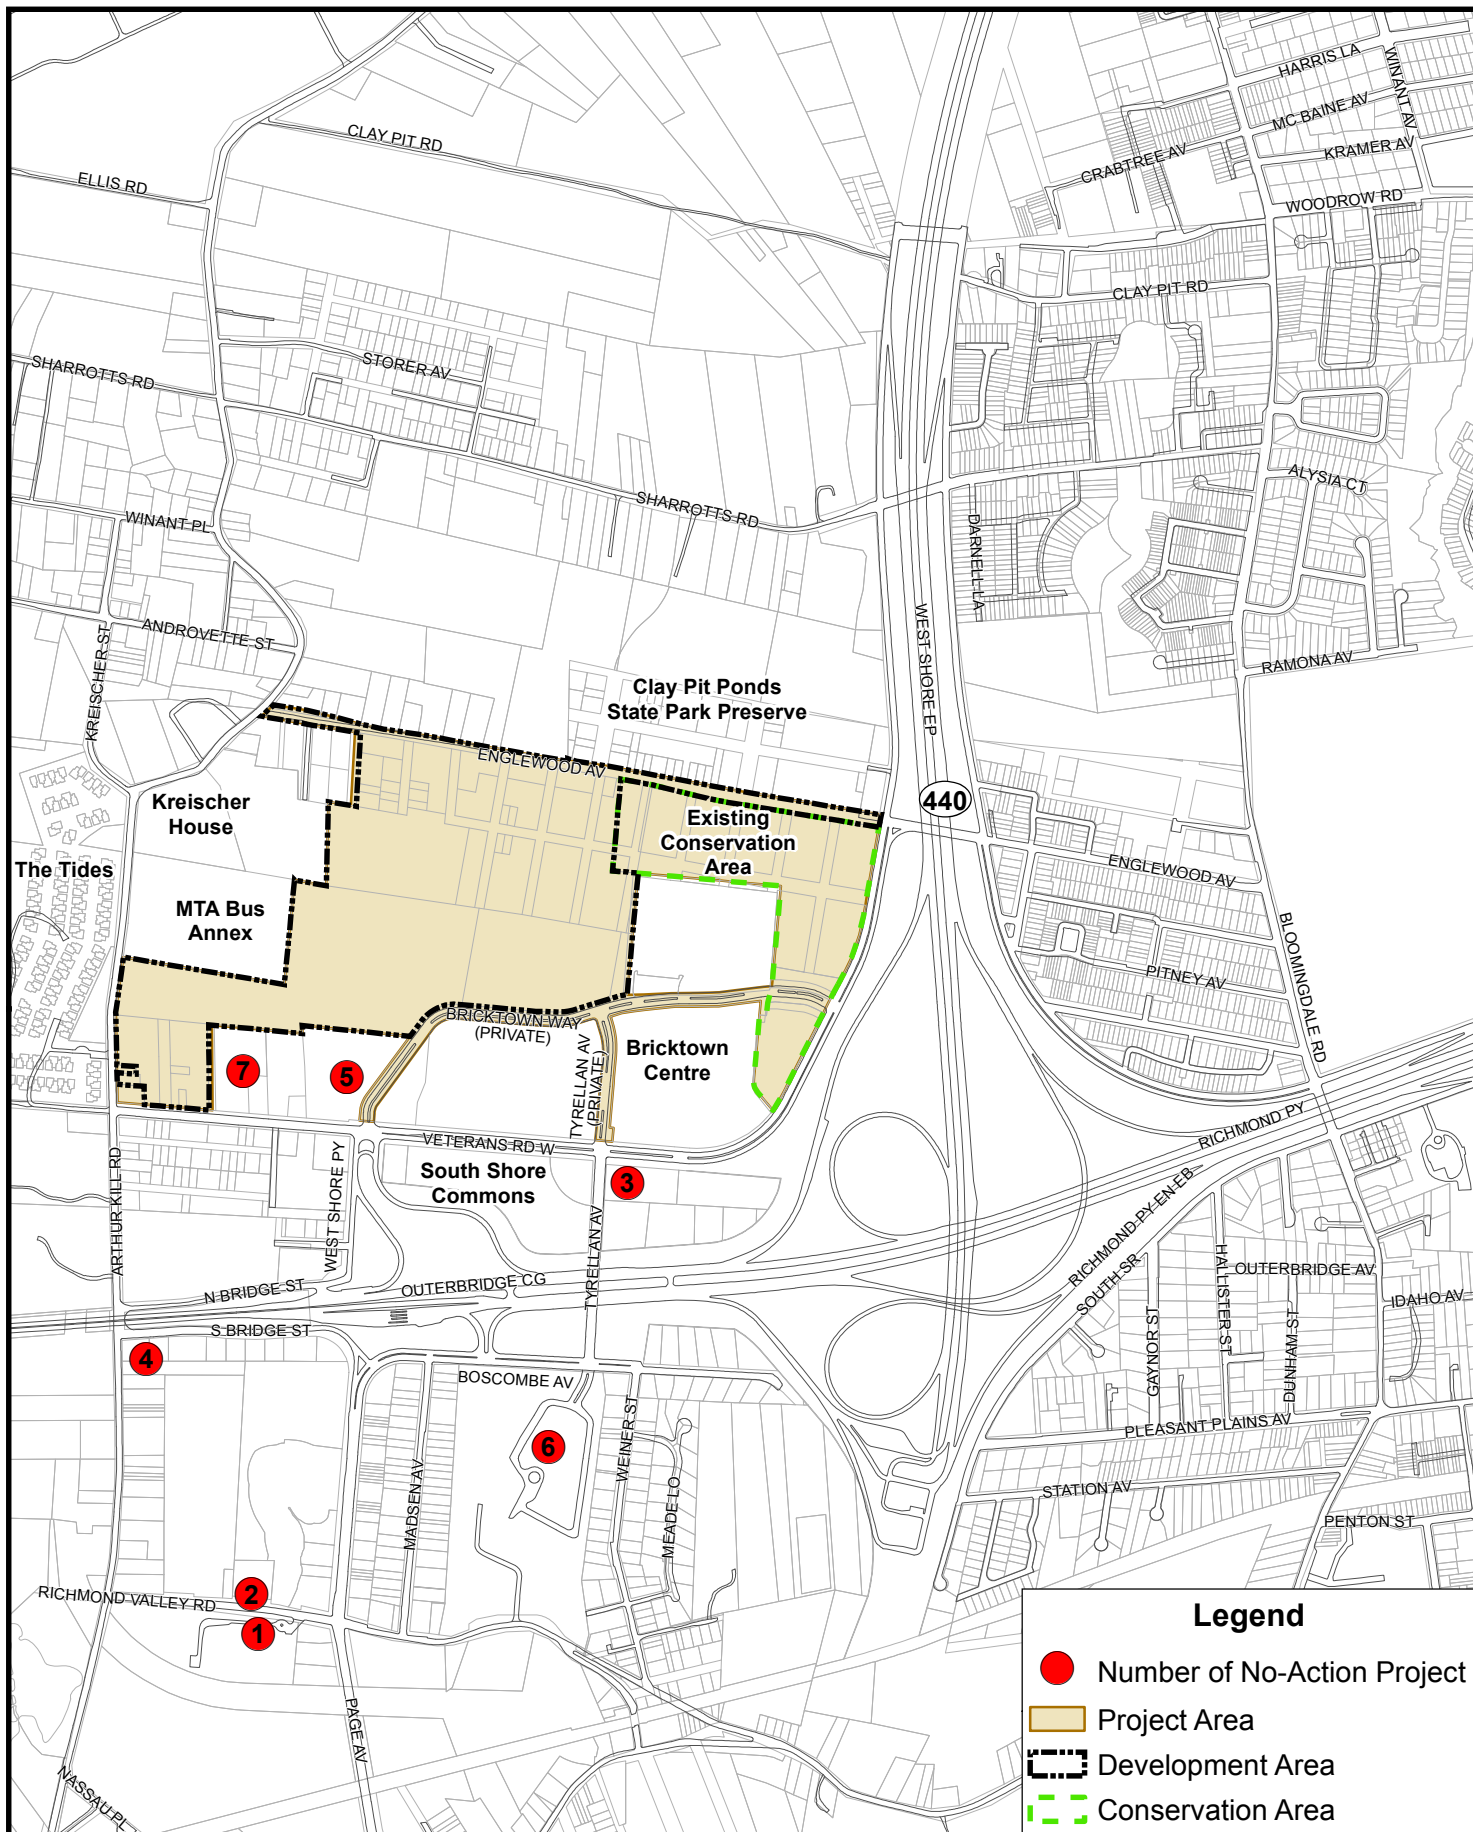 HARRIS LA
WINANT AV
MC BAINE AV
CLAY PIT RD
CRABTREE AV
KRAMER AV
ELLIS RD
WOODROW RD
CLAY PIT RD
STORER AV
SHARROTTS RD
ALYSIA CT
SHARROTTS RD
WINANT PL
DARNELL LA
ANDROVETTE ST
KREISCHER ST
WEST SHORE EP
RAMONA AV
Clay Pit Ponds
State Park Preserve
ENGLEWOOD AV
440
Kreischer
House
Existing
Conservation
Area
The Tides
ENGLEWOOD AV
MTA Bus
Annex
BLOOMINGDALE RD
PITNEY AV
BRICKTOWN WAY
(PRIVATE)
TYRELLAN AV
(PRIVATE)
Bricktown
Centre
7
5
RICHMOND PY
VETERANS RD W
South Shore
Commons
3
ARTHUR KILL RD
WEST SHORE PY
TYRELLAN AV
RICHMOND PY EN EB
SOUTH SR
HALLISTER ST
OUTERBRIDGE AV
N BRIDGE ST
OUTERBRIDGE CG
IDAHO AV
S BRIDGE ST
GAYNOR ST
DUNHAM ST
4
BOSCOMBE AV
PLEASANT PLAINS AV
6
WEINER ST
MADSEN AV
MEADE LO
STATION AV
PENTON ST
2
RICHMOND VALLEY RD
1
PAGE AV
NASSAU PL
Legend
Number of No-Action Project
Project Area
Development Area
Conservation Area